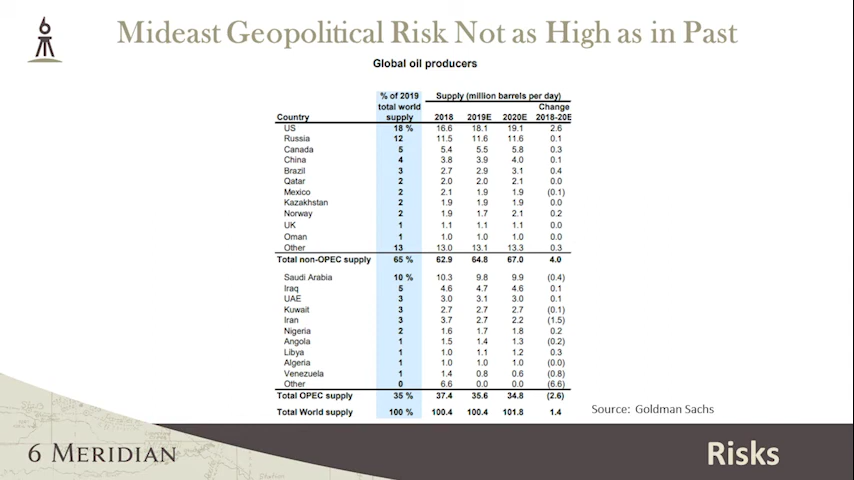 6
Mideast Geopolitical Risk Not as High as in Past
Global oil producers
% of 2019
total world Supply (million barrels per day)
supply Change
Country 2018 2019E 2020E 2018-20E
US 18 % 16.6 18.1 19.1 2.6
Russia 12 11.5 11.6 11.6 0.1
Canada 5 5.4 5.5 5.8 0.3
China 4 3.8 3.9 4.0 0.1
Brazil 3 2.7 2.9 3.1 0.4
Qatar 2 2.0 2.0 2.1 0.0
Mexico 2 2.1 1.9 1.9 (0.1)
Kazakhstan 2 1.9 1.9 1.9 0.0
Norway 2 1.9 1.7 2.1 0.2
UK 1 1.1 1.1 1.1 0.0
Oman 1 1.0 1.0 1.0 0.0
Other 13 13.0 13.1 13.3 0.3
Total non-OPEC supply 65 % 62.9 64.8 67.0 4.0
Saudi Arabia 10 % 10.3 9.8 9.9 (0.4)
Iraq 5 4.6 4.7 4.6 0.1
UAE 3 3.0 3.1 3.0 0.1
Kuwait 3 2.7 2.7 2.7 (0.1)
Iran 3 3.7 2.7 2.2 (1.5)
Nigeria 2 1.6 1.7 1.8 0.2
Angola 1 1.5 1.4 1.3 (0.2)
Libya 1 1.0 1.1 1.2 0.3
Algeria 1 1.0 1.0 1.0 (0.0)
Venezuela 1 1.4 0.8 0.6 (0.8)
Other 0 6.6 0.0 0.0 (6.6)
Total OPEC supply 35 % 37.4 35.6 34.8 (2.6)
Total World supply 100 % 100.4 100.4 101.8 1.4
Source: Goldman Sachs
6 MERIDIAN
Risks